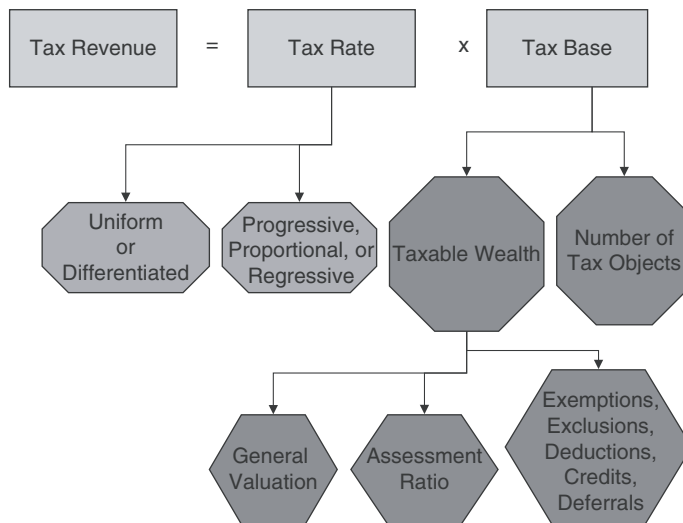 Tax Revenue
=
Tax Rate
x
Tax Base
Uniform
or
Differentiated
Progressive,
Proportional, or
Regressive
Taxable Wealth
Number of
Tax Objects
General
Valuation
Assessment
Ratio
Exemptions,
Exclusions,
Deductions,
Credits,
Deferrals